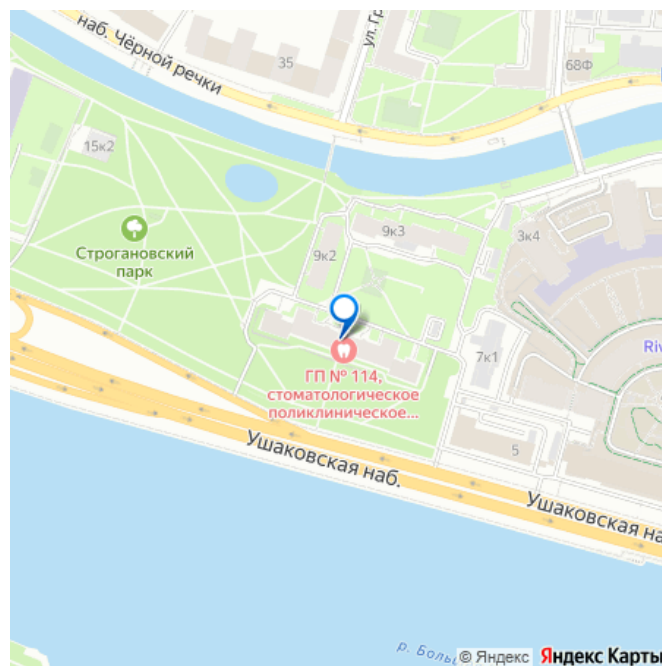 наб. Чёрной речки
35
ул. Гр
68Ф
15к2
Строгановский
парк
9к2
9к3
3к4
Riv
7к1
ГП № 114,
стоматологическое
поликлиническое...
5
Ушаковская наб.
Ушаковская на
р. Боль
© Яндекс Яндекс Карты